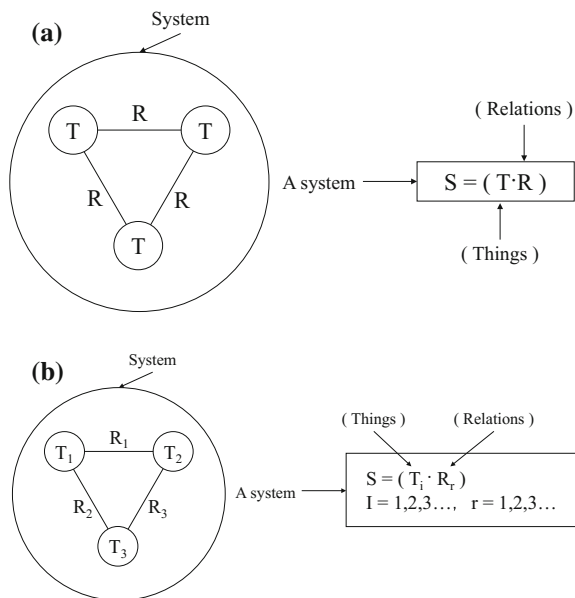 System
(a)
R
T T
( Relations )
R R
A system
S = ( T·R )
T
( Things )
System
(b)
( Things ) ( Relations )
R1
T1 T2
S = ( Ti · Rr )
A system
I = 1,2,3…, r = 1,2,3…
R2 R3
T3